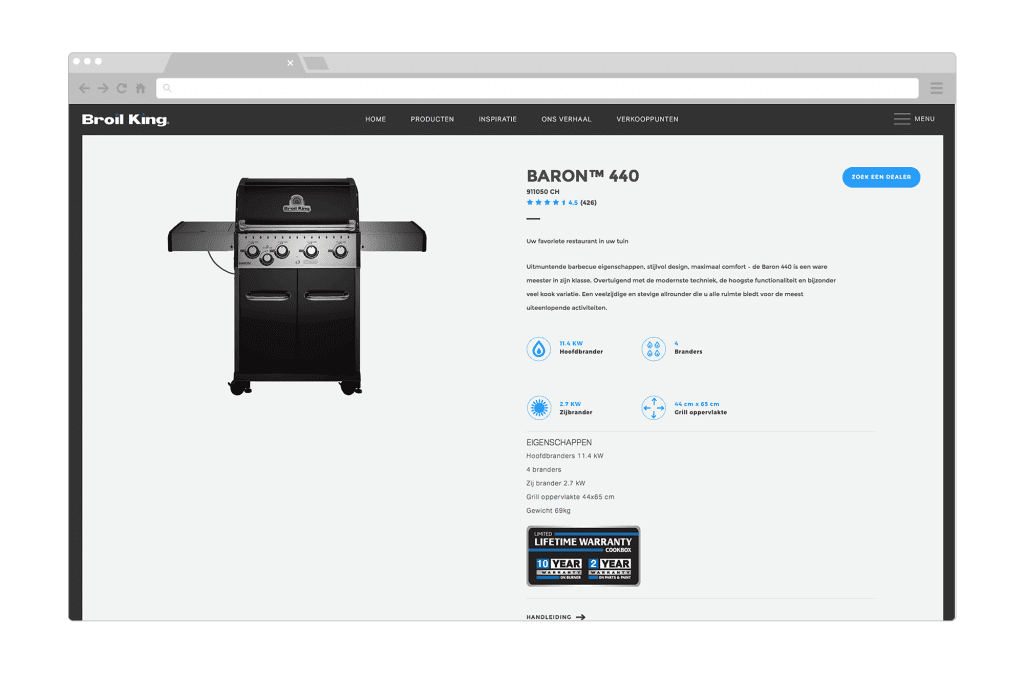 Broil King
HOME PRODUCTEN INSPIRATIE ONS VERHAAL VERKOOPPUNTEN
MENU
Broil King
BARON™ 440
ZOEK EEN DEALER
911050 CH
4.5 (426)
Uw favoriete restaurant in uw tuin
Uitmuntende barbecue eigenschappen, stijlvol design, maximaal comfort - de Baron 440 is een ware
meester in zijn klasse. Overtuigend met de modernste techniek, de hoogste functionaliteit en bijzonder
veel kook variatie. Een veelzijdige en stevige allrounder die u alle ruimte biedt voor de meest
uiteenlopende activiteiten.
11.4 KW
Hoofdbrander
4
Branders
2.7 KW
Zijbrander
44 cm x 65 cm
Grill oppervlakte
EIGENSCHAPPEN
Hoofdbranders 11.4 kW
4 branders
Zij brander 2.7 kW
Grill oppervlakte 44x65 cm
Gewicht 69kg
LIMITED
LIFETIME WARRANTY
COOKBOX
10 YEAR
WARRANTY
ON BURNER
2 YEAR
WARRANTY
ON PARTS & PAINT
HANDLEIDING